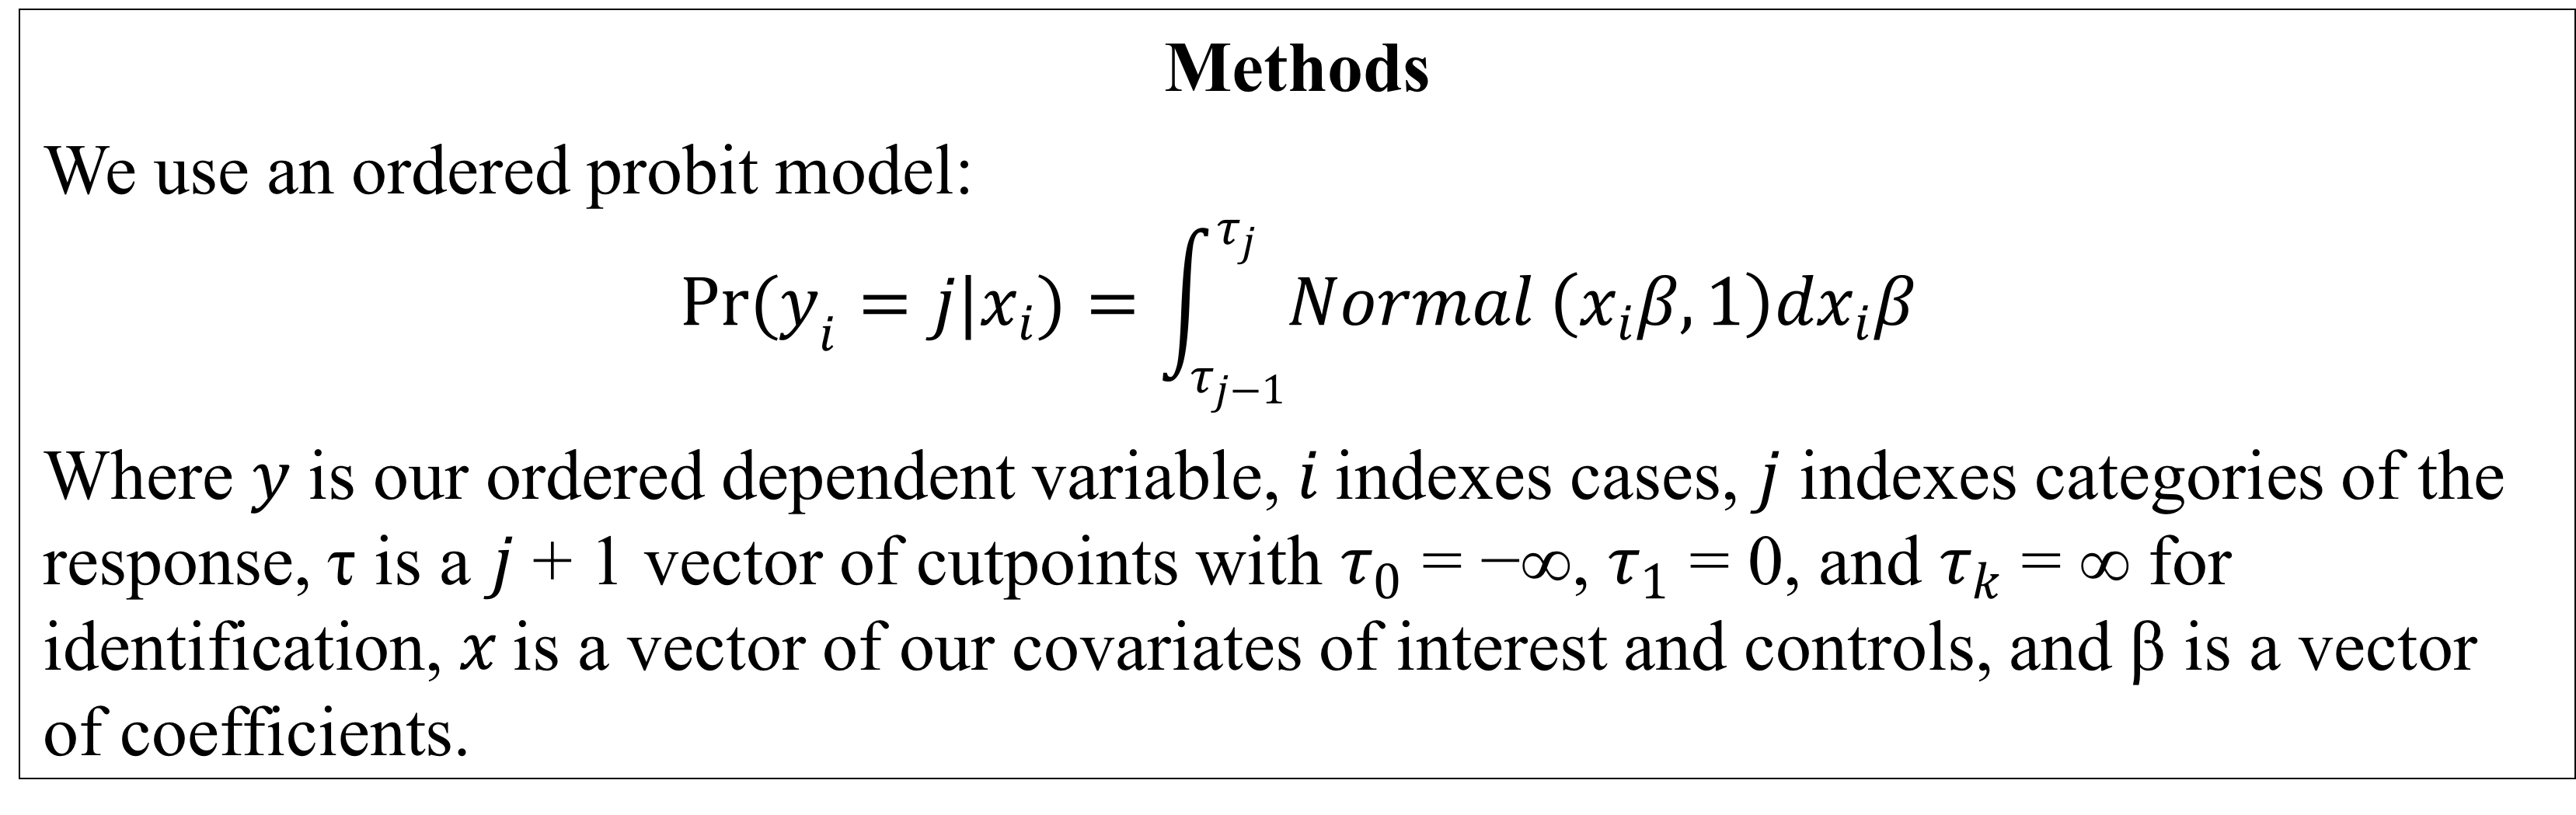 Methods
We use an ordered probit model:
Pr(y_i = j|x_i) = ∫_{τ_{j−1}}^{τ_j} Normal (x_iβ, 1)dx_iβ
Where y is our ordered dependent variable, i indexes cases, j indexes categories of the
response, τ is a j + 1 vector of cutpoints with τ_0 = −∞, τ_1 = 0, and τ_k = ∞ for
identification, x is a vector of our covariates of interest and controls, and β is a vector
of coefficients.